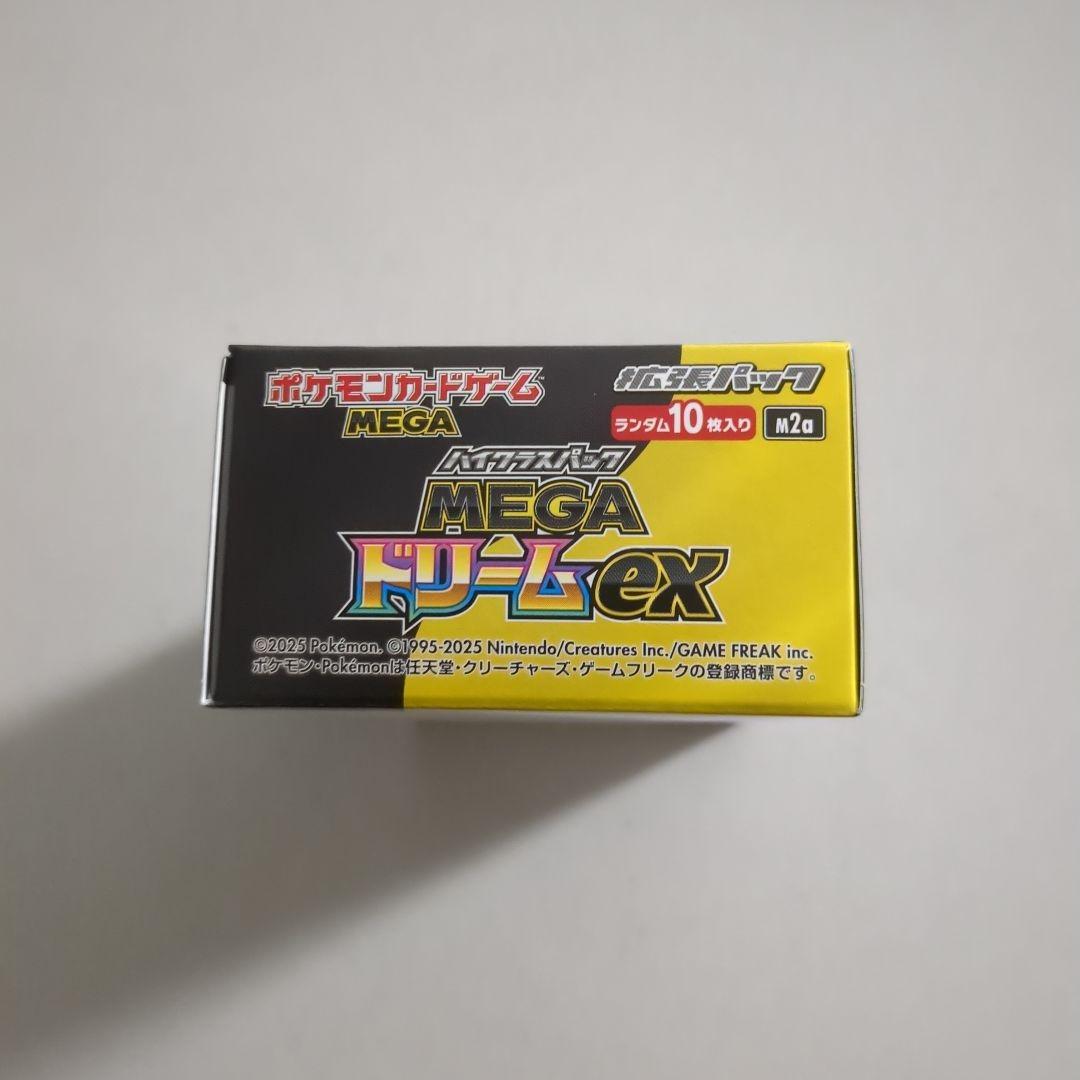 ポケモンカードゲーム™
MEGA
拡張パック
ランダム10枚入り
M2a
ハイクラスパック
MEGA
ドリームex
©2025 Pokémon. ©1995-2025 Nintendo/Creatures Inc./GAME FREAK inc.
ポケモン・Pokémonは任天堂・クリーチャーズ・ゲームフリークの登録商標です。